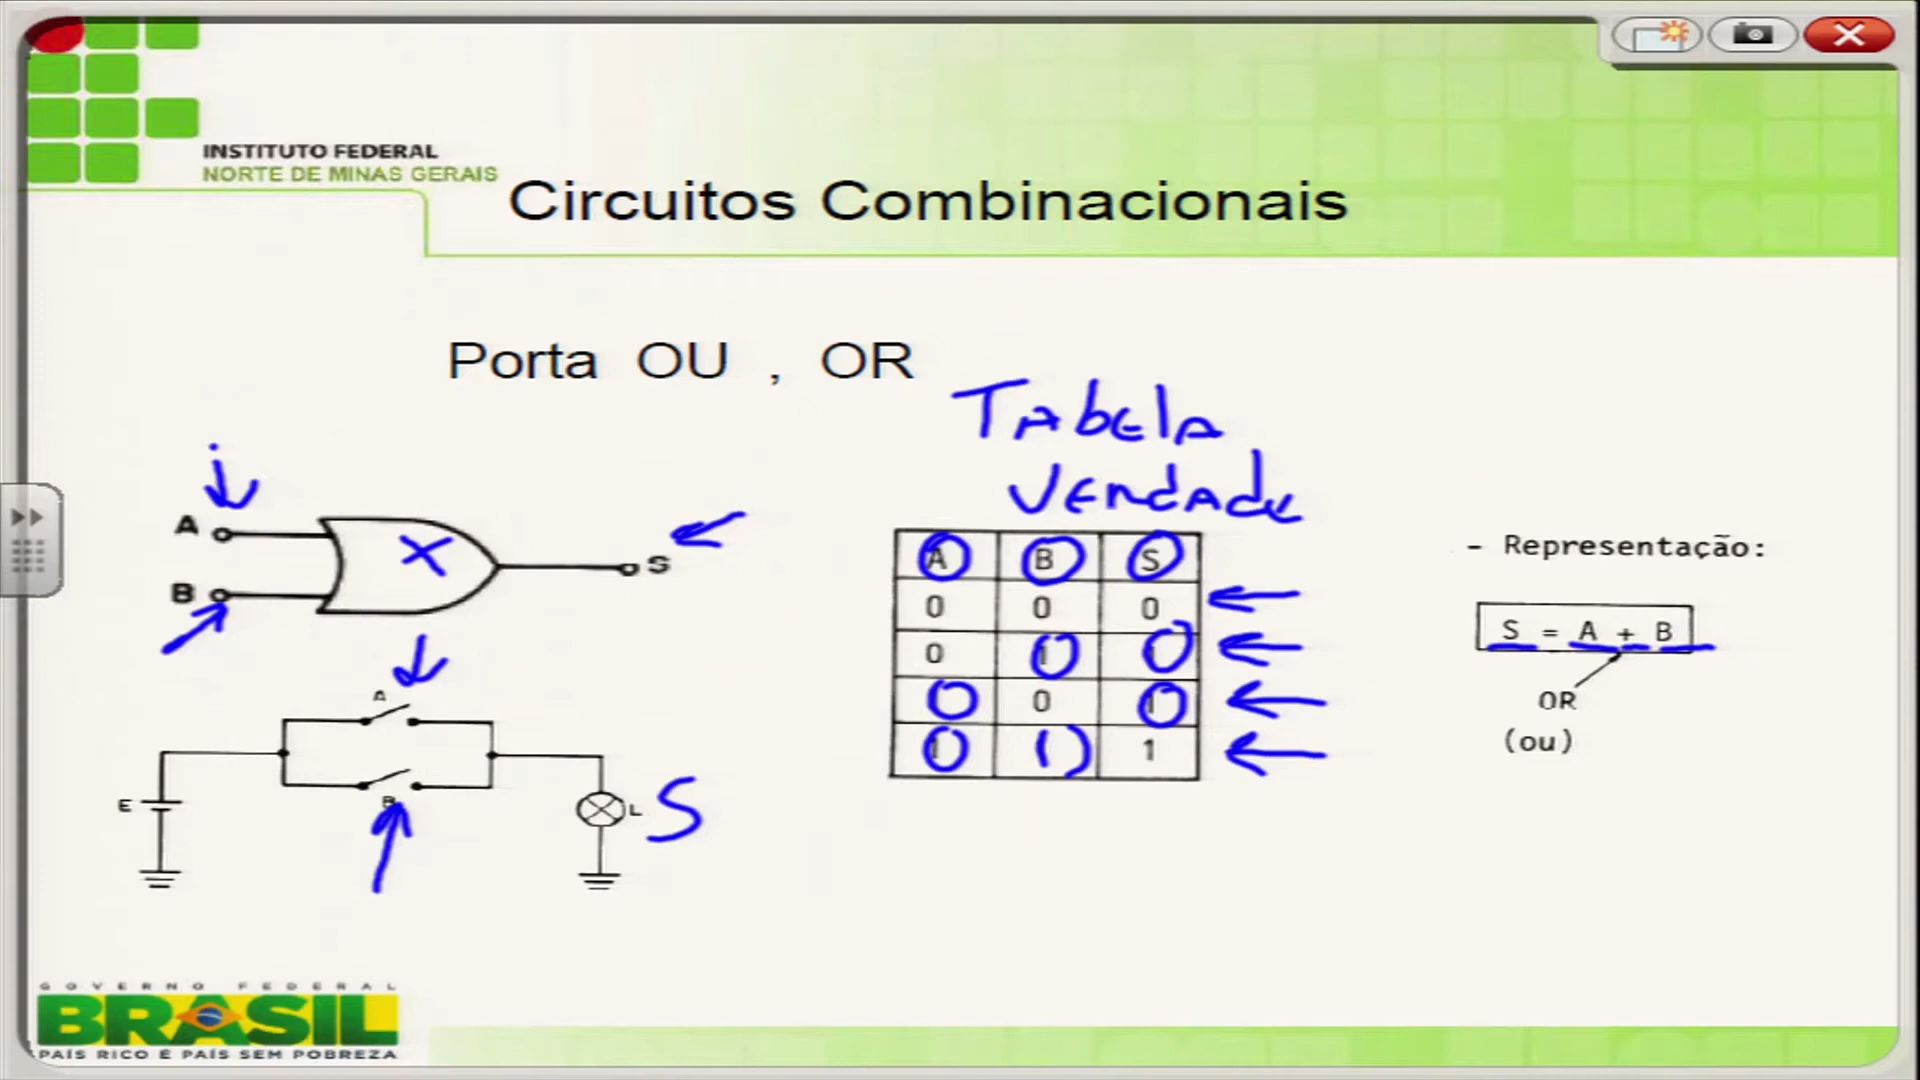 INSTITUTO FEDERAL
NORTE DE MINAS GERAIS
Circuitos Combinacionais
Porta OU , OR
Tabela
Verdade
A
B
S
A
B
E
L
S
A B S
0 0 0
0 1 1
1 0 1
1 1 1
- Representação:
S = A + B
OR
(ou)
GOVERNO FEDERAL
BRASIL
PAÍS RICO É PAÍS SEM POBREZA